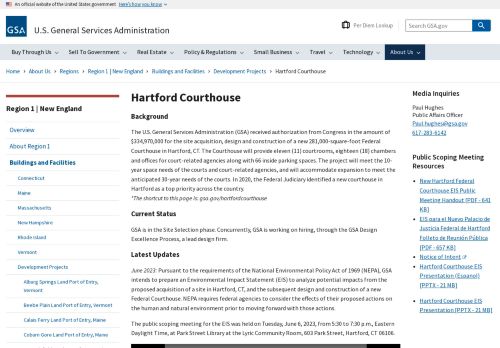 An official website of the United States government Here's how you know
GSA
U.S. General Services Administration
Per Diem Lookup
Search GSA.gov
Buy Through Us
Sell To Government
Real Estate
Policy & Regulations
Small Business
Travel
Technology
About Us
Home › About Us › Regions › Region 1 | New England › Buildings and Facilities › Development Projects › Hartford Courthouse
Region 1 | New England
Overview
About Region 1
Buildings and Facilities
Connecticut
Maine
Massachusetts
New Hampshire
Rhode Island
Vermont
Development Projects
Alburg Springs Land Port of Entry, Vermont
Beebe Plain Land Port of Entry, Vermont
Calais Ferry Land Port of Entry, Maine
Coburn Gore Land Port of Entry, Maine
Hartford Courthouse
Background
The U.S. General Services Administration (GSA) received authorization from Congress in the amount of
$334,970,000 for the site acquisition, design and construction of a new 281,000-square-foot Federal
Courthouse in Hartford, CT. The Courthouse will provide eleven (11) courtrooms, eighteen (18) chambers
and offices for court-related agencies along with 66 inside parking spaces. The project will meet the 10-
year space needs of the courts and court-related agencies, and will accommodate expansion to meet the
anticipated 30-year needs of the courts. In 2020, the Federal Judiciary identified a new courthouse in
Hartford as a top priority across the country.
*The shortcut to this page is: gsa.gov/hartfordcourthouse
Current Status
GSA is in the Site Selection phase. Concurrently, GSA is working on hiring, through the GSA Design
Excellence Process, a lead design firm.
Latest Updates
June 2023: Pursuant to the requirements of the National Environmental Policy Act of 1969 (NEPA), GSA
intends to prepare an Environmental Impact Statement (EIS) to analyze potential impacts from the
proposed acquisition of a site in Hartford, CT, and the subsequent design and construction of a new
Federal Courthouse. NEPA requires federal agencies to consider the effects of their proposed actions on
the human and natural environment prior to moving forward with those actions.
The public scoping meeting for the EIS was held on Tuesday, June 6, 2023, from 5:30 to 7:30 p.m., Eastern
Daylight Time, at Park Street Library at the Lyric Community Room, 603 Park Street, Hartford, CT 06106.
Media Inquiries
Paul Hughes
Public Affairs Officer
Paul.hughes@gsa.gov
617-283-6142
Public Scoping Meeting
Resources
New Hartford Federal
Courthouse EIS Public
Meeting Handout [PDF - 641
KB]
EIS para el Nuevo Palacio de
Justicia Federal de Hartford
Folleto de Reunión Pública
[PDF - 657 KB]
Notice of Intent
Hartford Courthouse EIS
Presentation (Espanol)
[PPTX - 21 MB]
Hartford Courthouse EIS
Presentation [PPTX - 21 MB]